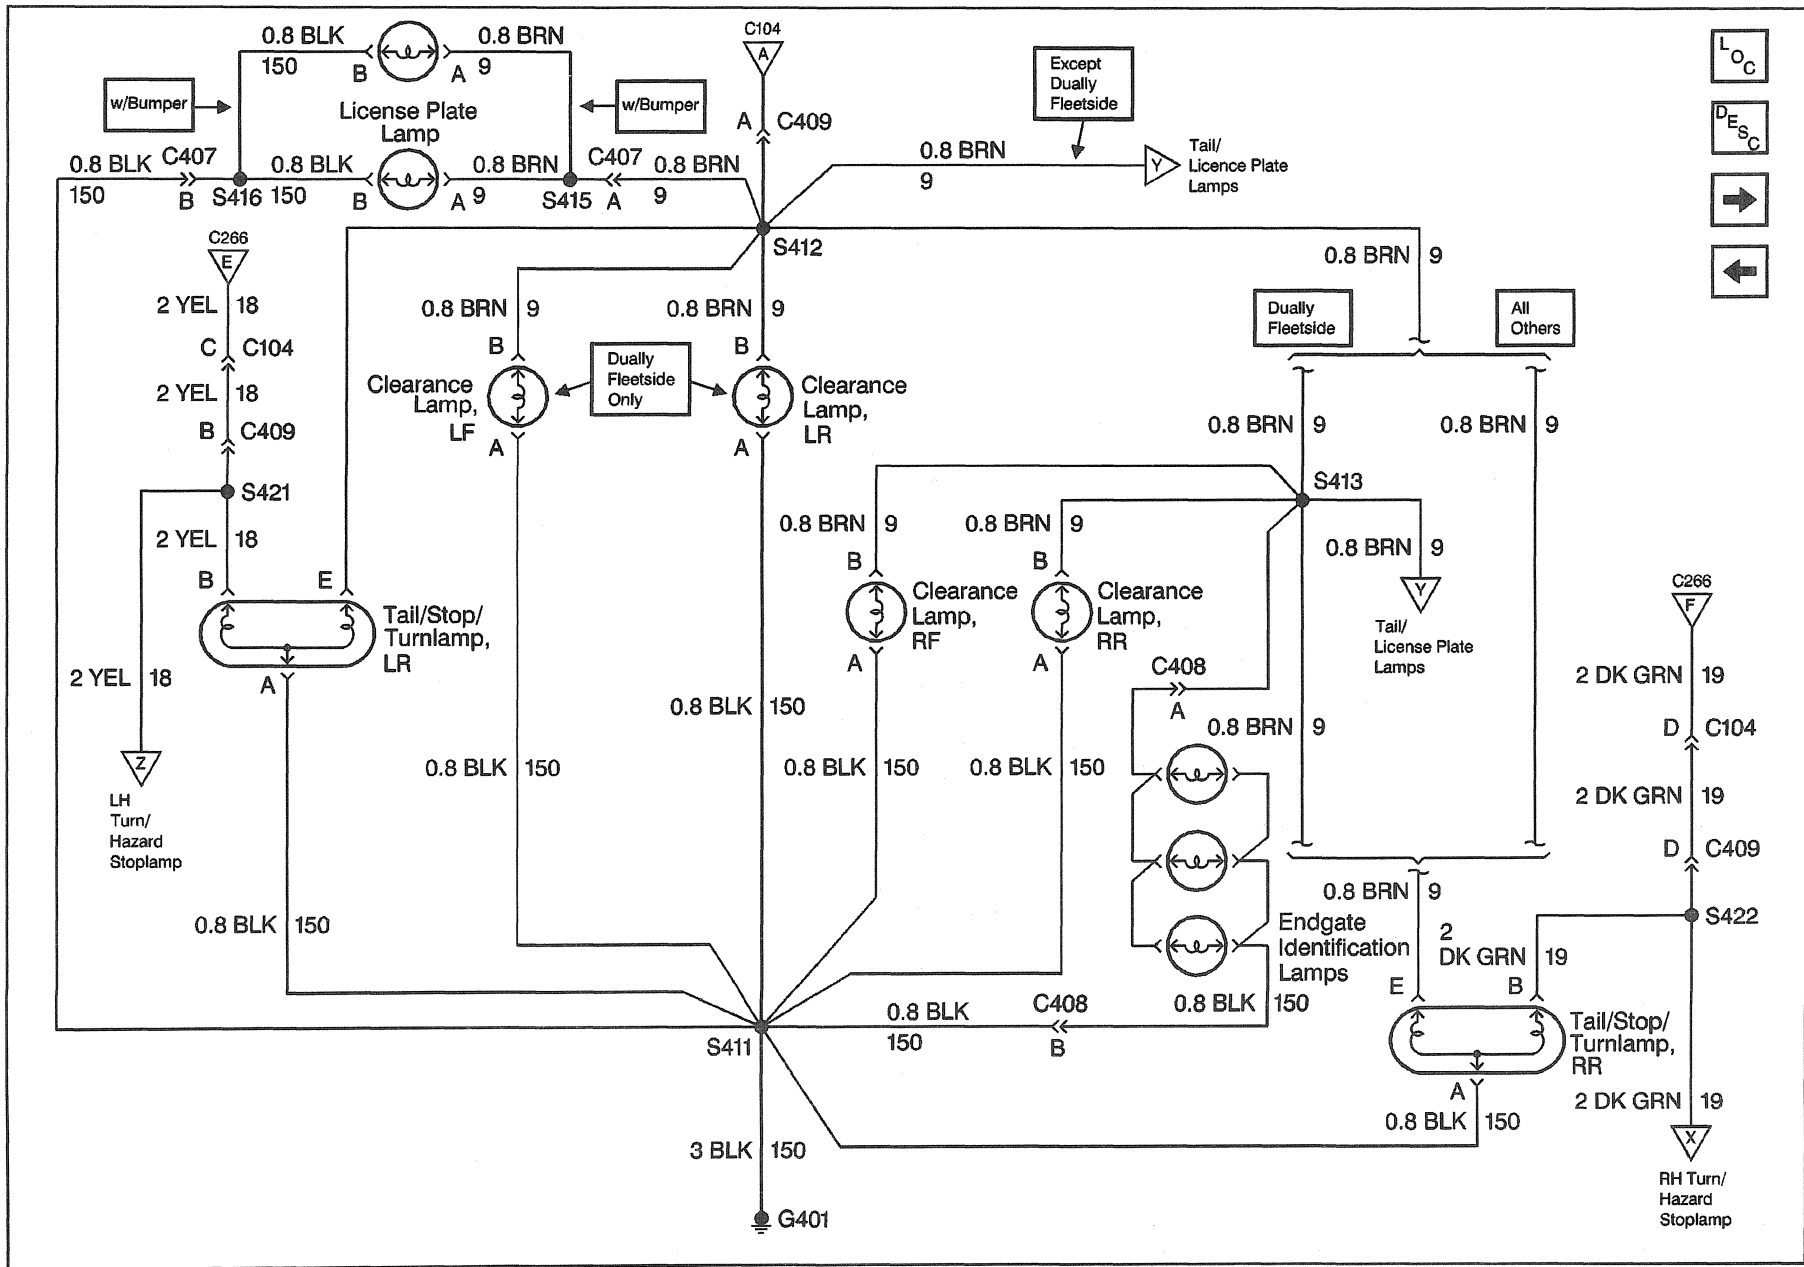 0.8 BLK
150
B
A
0.8 BRN
9
C104
A
Except
Dually
Fleetside
L
O
C
w/Bumper
License Plate
Lamp
w/Bumper
A
C409
D
E
S
C
0.8 BLK
150
C407
B
S416
0.8 BLK
150
B
A
0.8 BRN
9
S415
C407
A
0.8 BRN
9
0.8 BRN
9
Y
Tail/
Licence Plate
Lamps
S412
C266
E
2 YEL
18
C
C104
2 YEL
18
B
C409
S421
2 YEL
18
B
E
Tail/Stop/
Turnlamp,
LR
A
2 YEL
18
Z
LH
Turn/
Hazard
Stoplamp
0.8 BLK
150
0.8 BRN
9
B
Clearance
Lamp,
LF
A
Dually
Fleetside
Only
0.8 BRN
9
B
Clearance
Lamp,
LR
A
0.8 BLK
150
0.8 BLK
150
0.8 BRN
9
Dually
Fleetside
All
Others
0.8 BRN
9
0.8 BRN
9
S413
0.8 BRN
9
B
Clearance
Lamp,
RF
A
0.8 BLK
150
0.8 BRN
9
B
Clearance
Lamp,
RR
A
0.8 BLK
150
0.8 BRN
9
Y
Tail/
License Plate
Lamps
C408
A
0.8 BRN
9
Endgate
Identification
Lamps
0.8 BLK
150
C408
B
0.8 BLK
150
S411
3 BLK
150
G401
C266
F
2 DK GRN
19
D
C104
2 DK GRN
19
D
C409
S422
0.8 BRN
9
2
DK GRN
19
E
B
Tail/Stop/
Turnlamp,
RR
A
0.8 BLK
150
2 DK GRN
19
X
RH Turn/
Hazard
Stoplamp